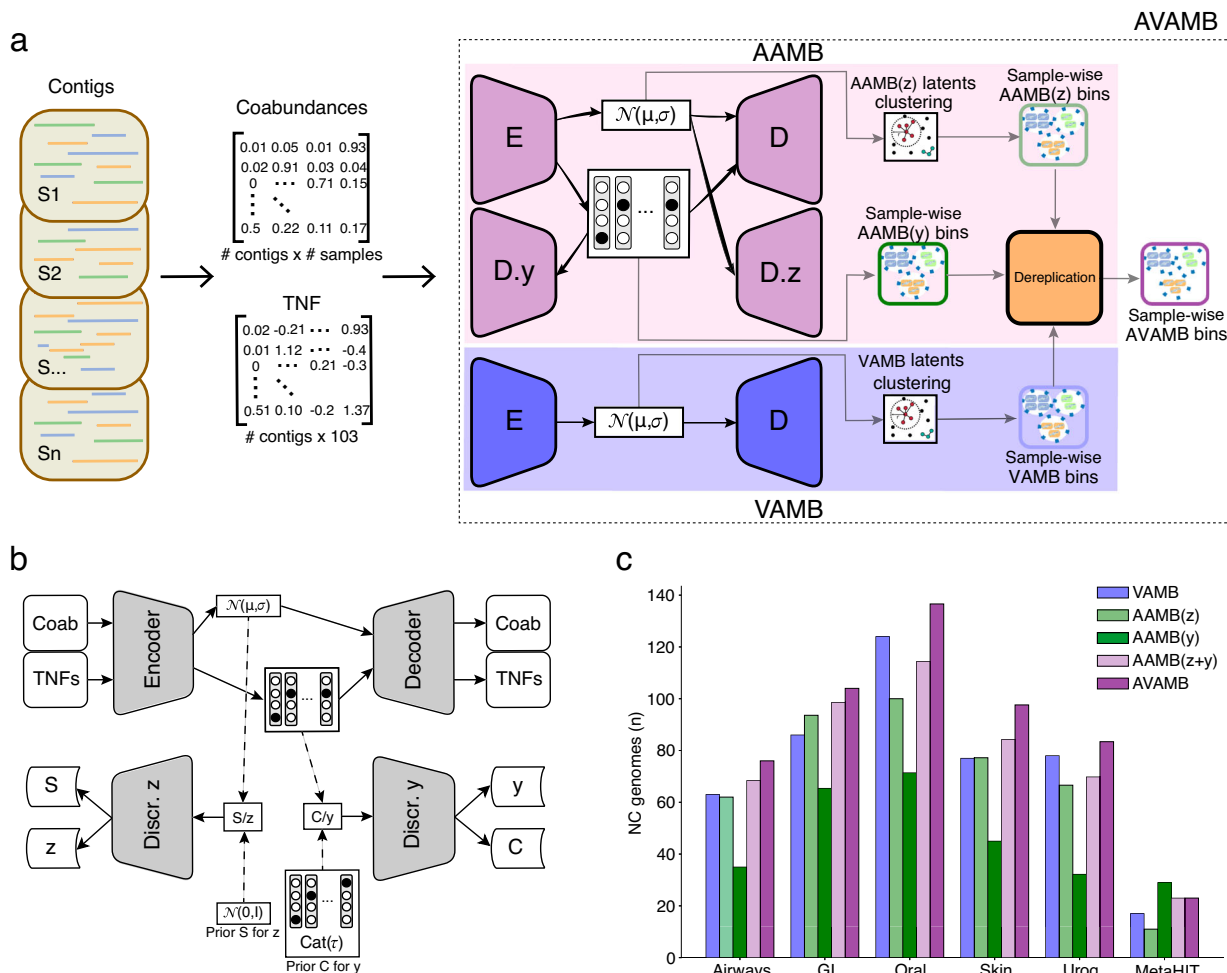 a
AVAMB
AAMB
Contigs
S1
S2
S...
Sn
Coabundances
0.01 0.05 0.01 0.93
0.02 0.91 0.03 0.04
0 ... 0.71 0.15
0.5 0.22 0.11 0.17
# contigs x # samples
TNF
0.02 -0.21 ... 0.93
0.01 1.12 ... -0.4
0 ... 0.21 -0.3
0.51 0.10 -0.2 1.37
# contigs x 103
E
𝒩(μ,σ)
D
...
D.y
D.z
AAMB(z) latents
clustering
Sample-wise
AAMB(z) bins
Sample-wise
AAMB(y) bins
Dereplication
Sample-wise
AVAMB bins
E
𝒩(μ,σ)
D
VAMB latents
clustering
Sample-wise
VAMB bins
VAMB
b
Coab
TNFs
Encoder
𝒩(μ,σ)
...
Decoder
Coab
TNFs
S
z
Discr. z
S/z
C/y
Discr. y
y
C
𝒩(0,I)
Prior S for z
...
Cat(τ)
Prior C for y
c
NC genomes (n)
140
120
100
80
60
40
20
0
VAMB
AAMB(z)
AAMB(y)
AAMB(z+y)
AVAMB
Airways
GI
Oral
Skin
Urog
MetaHIT